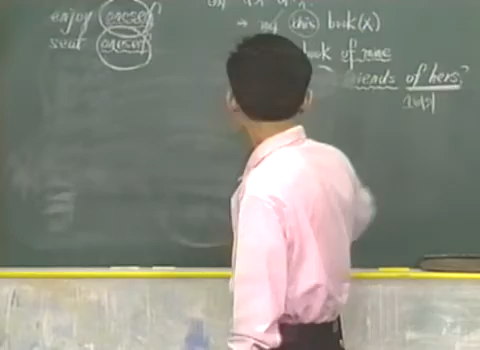 enjoy oneself
seat oneself
→ my this book(x)
book of mine
friends of hers?